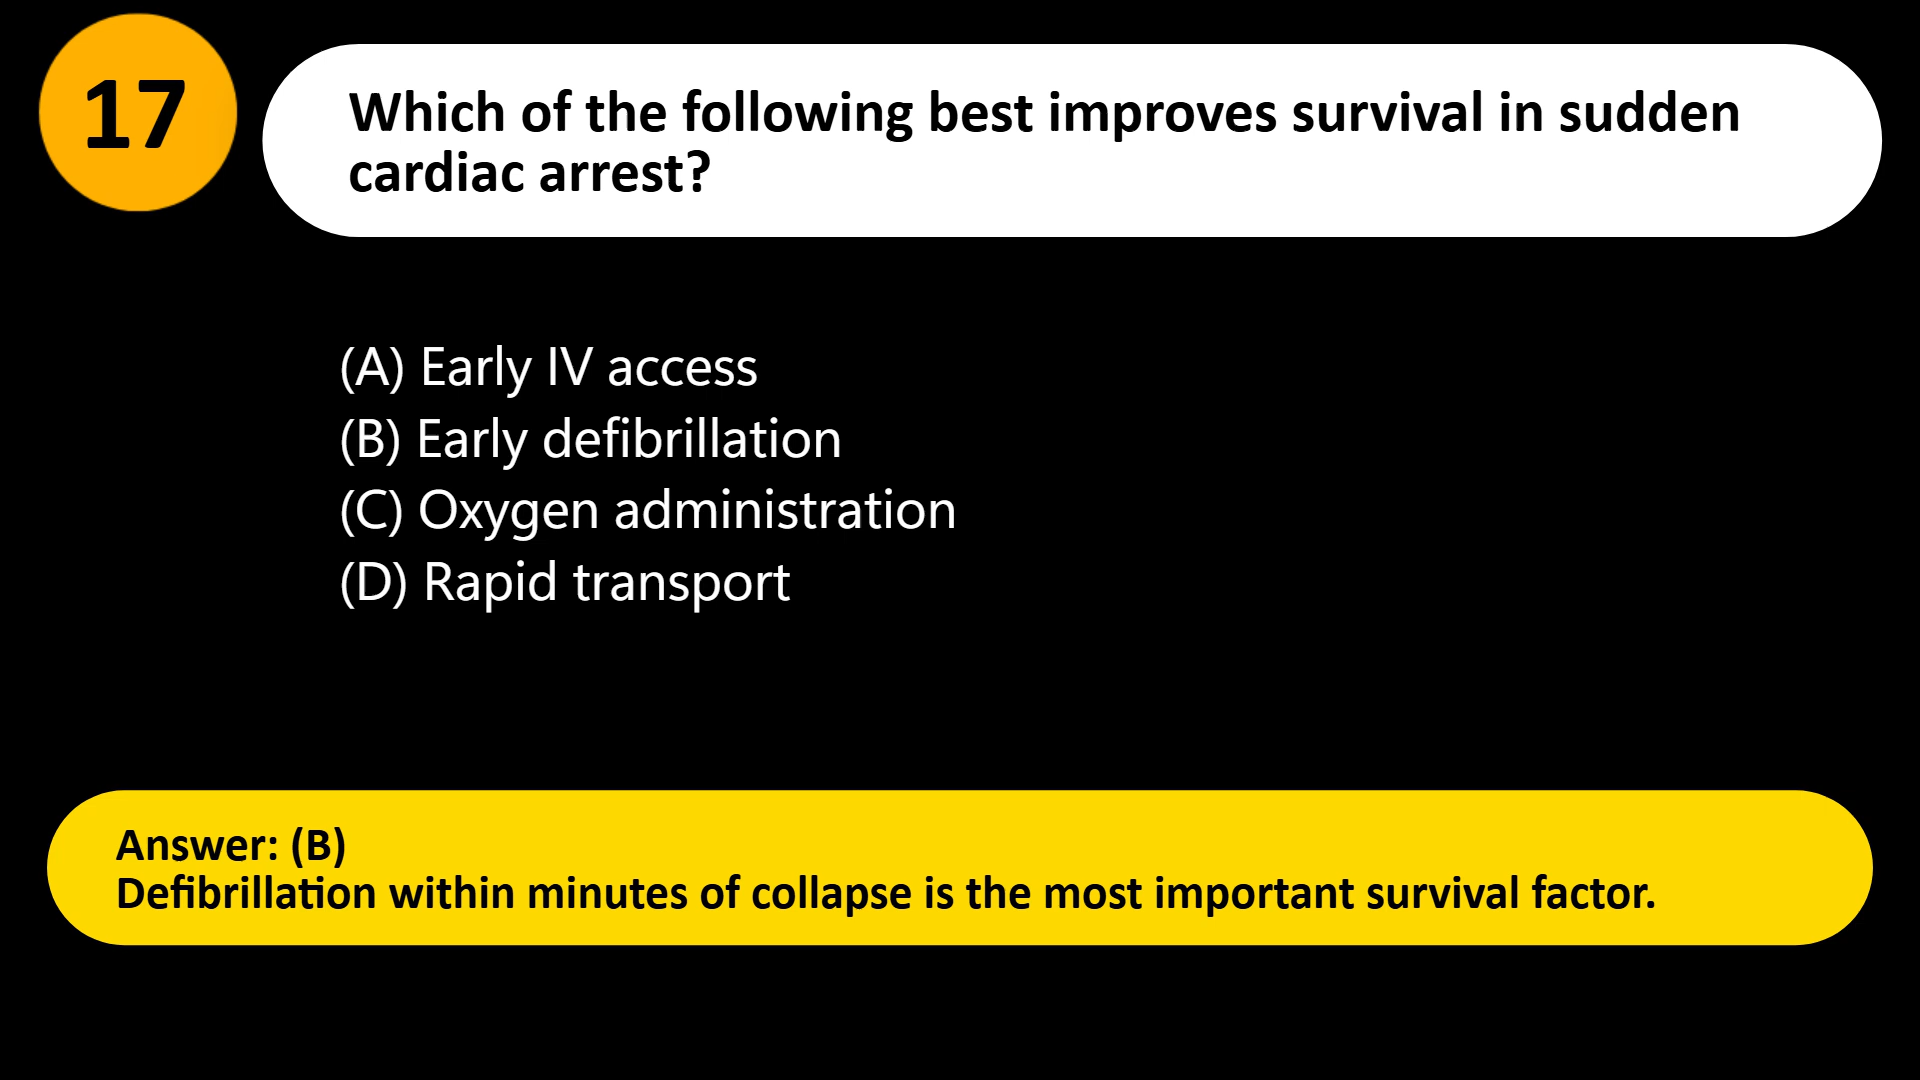 17
Which of the following best improves survival in sudden
cardiac arrest?
(A) Early IV access
(B) Early defibrillation
(C) Oxygen administration
(D) Rapid transport
Answer: (B)
Defibrillation within minutes of collapse is the most important survival factor.